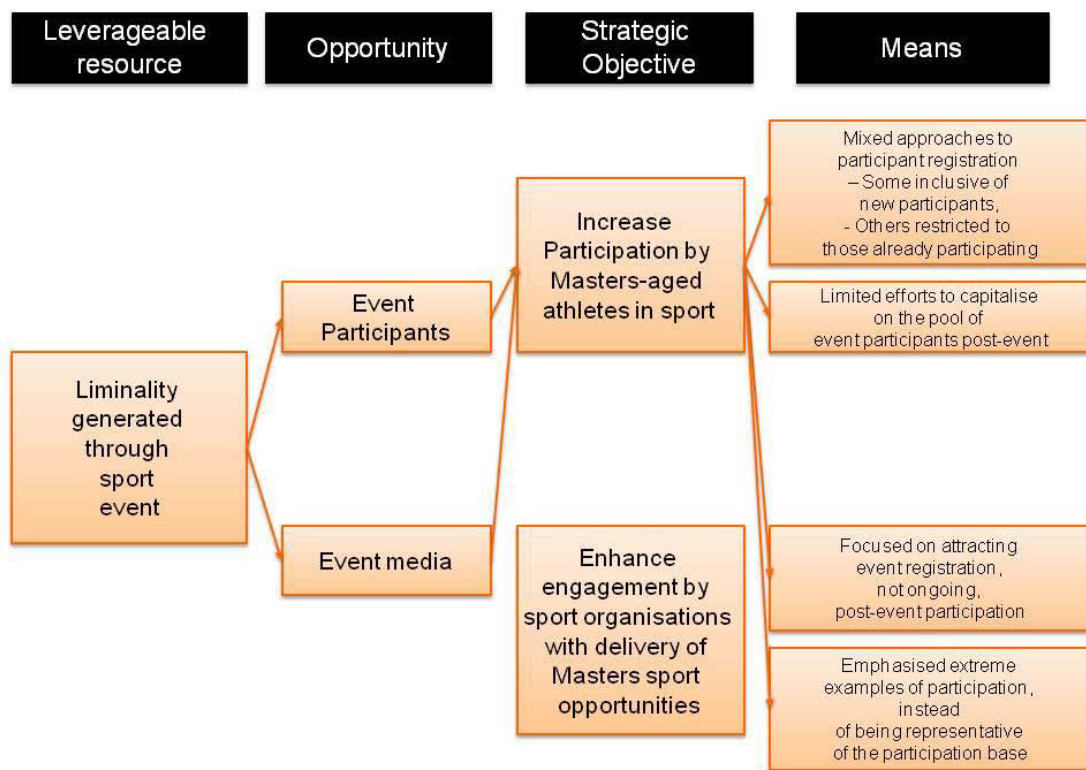 Leverageable
resource
Opportunity
Strategic
Objective
Means
Liminality
generated
through
sport
event
Event
Participants
Event media
Increase
Participation by
Masters-aged
athletes in sport
Enhance
engagement by
sport organisations
with delivery of
Masters sport
opportunities
Mixed approaches to
participant registration
– Some inclusive of
new participants,
- Others restricted to
those already participating
Limited efforts to capitalise
on the pool of
event participants post-event
Focused on attracting
event registration,
not ongoing,
post-event participation
Emphasised extreme
examples of participation,
instead
of being representative
of the participation base